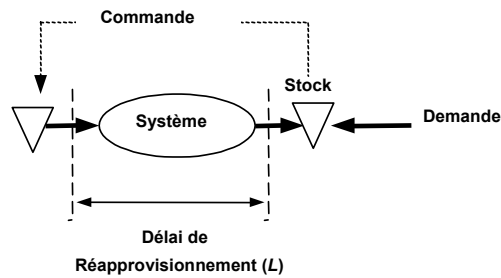 Commande
Stock
Système
Demande
Délai de
Réapprovisionnement (L)